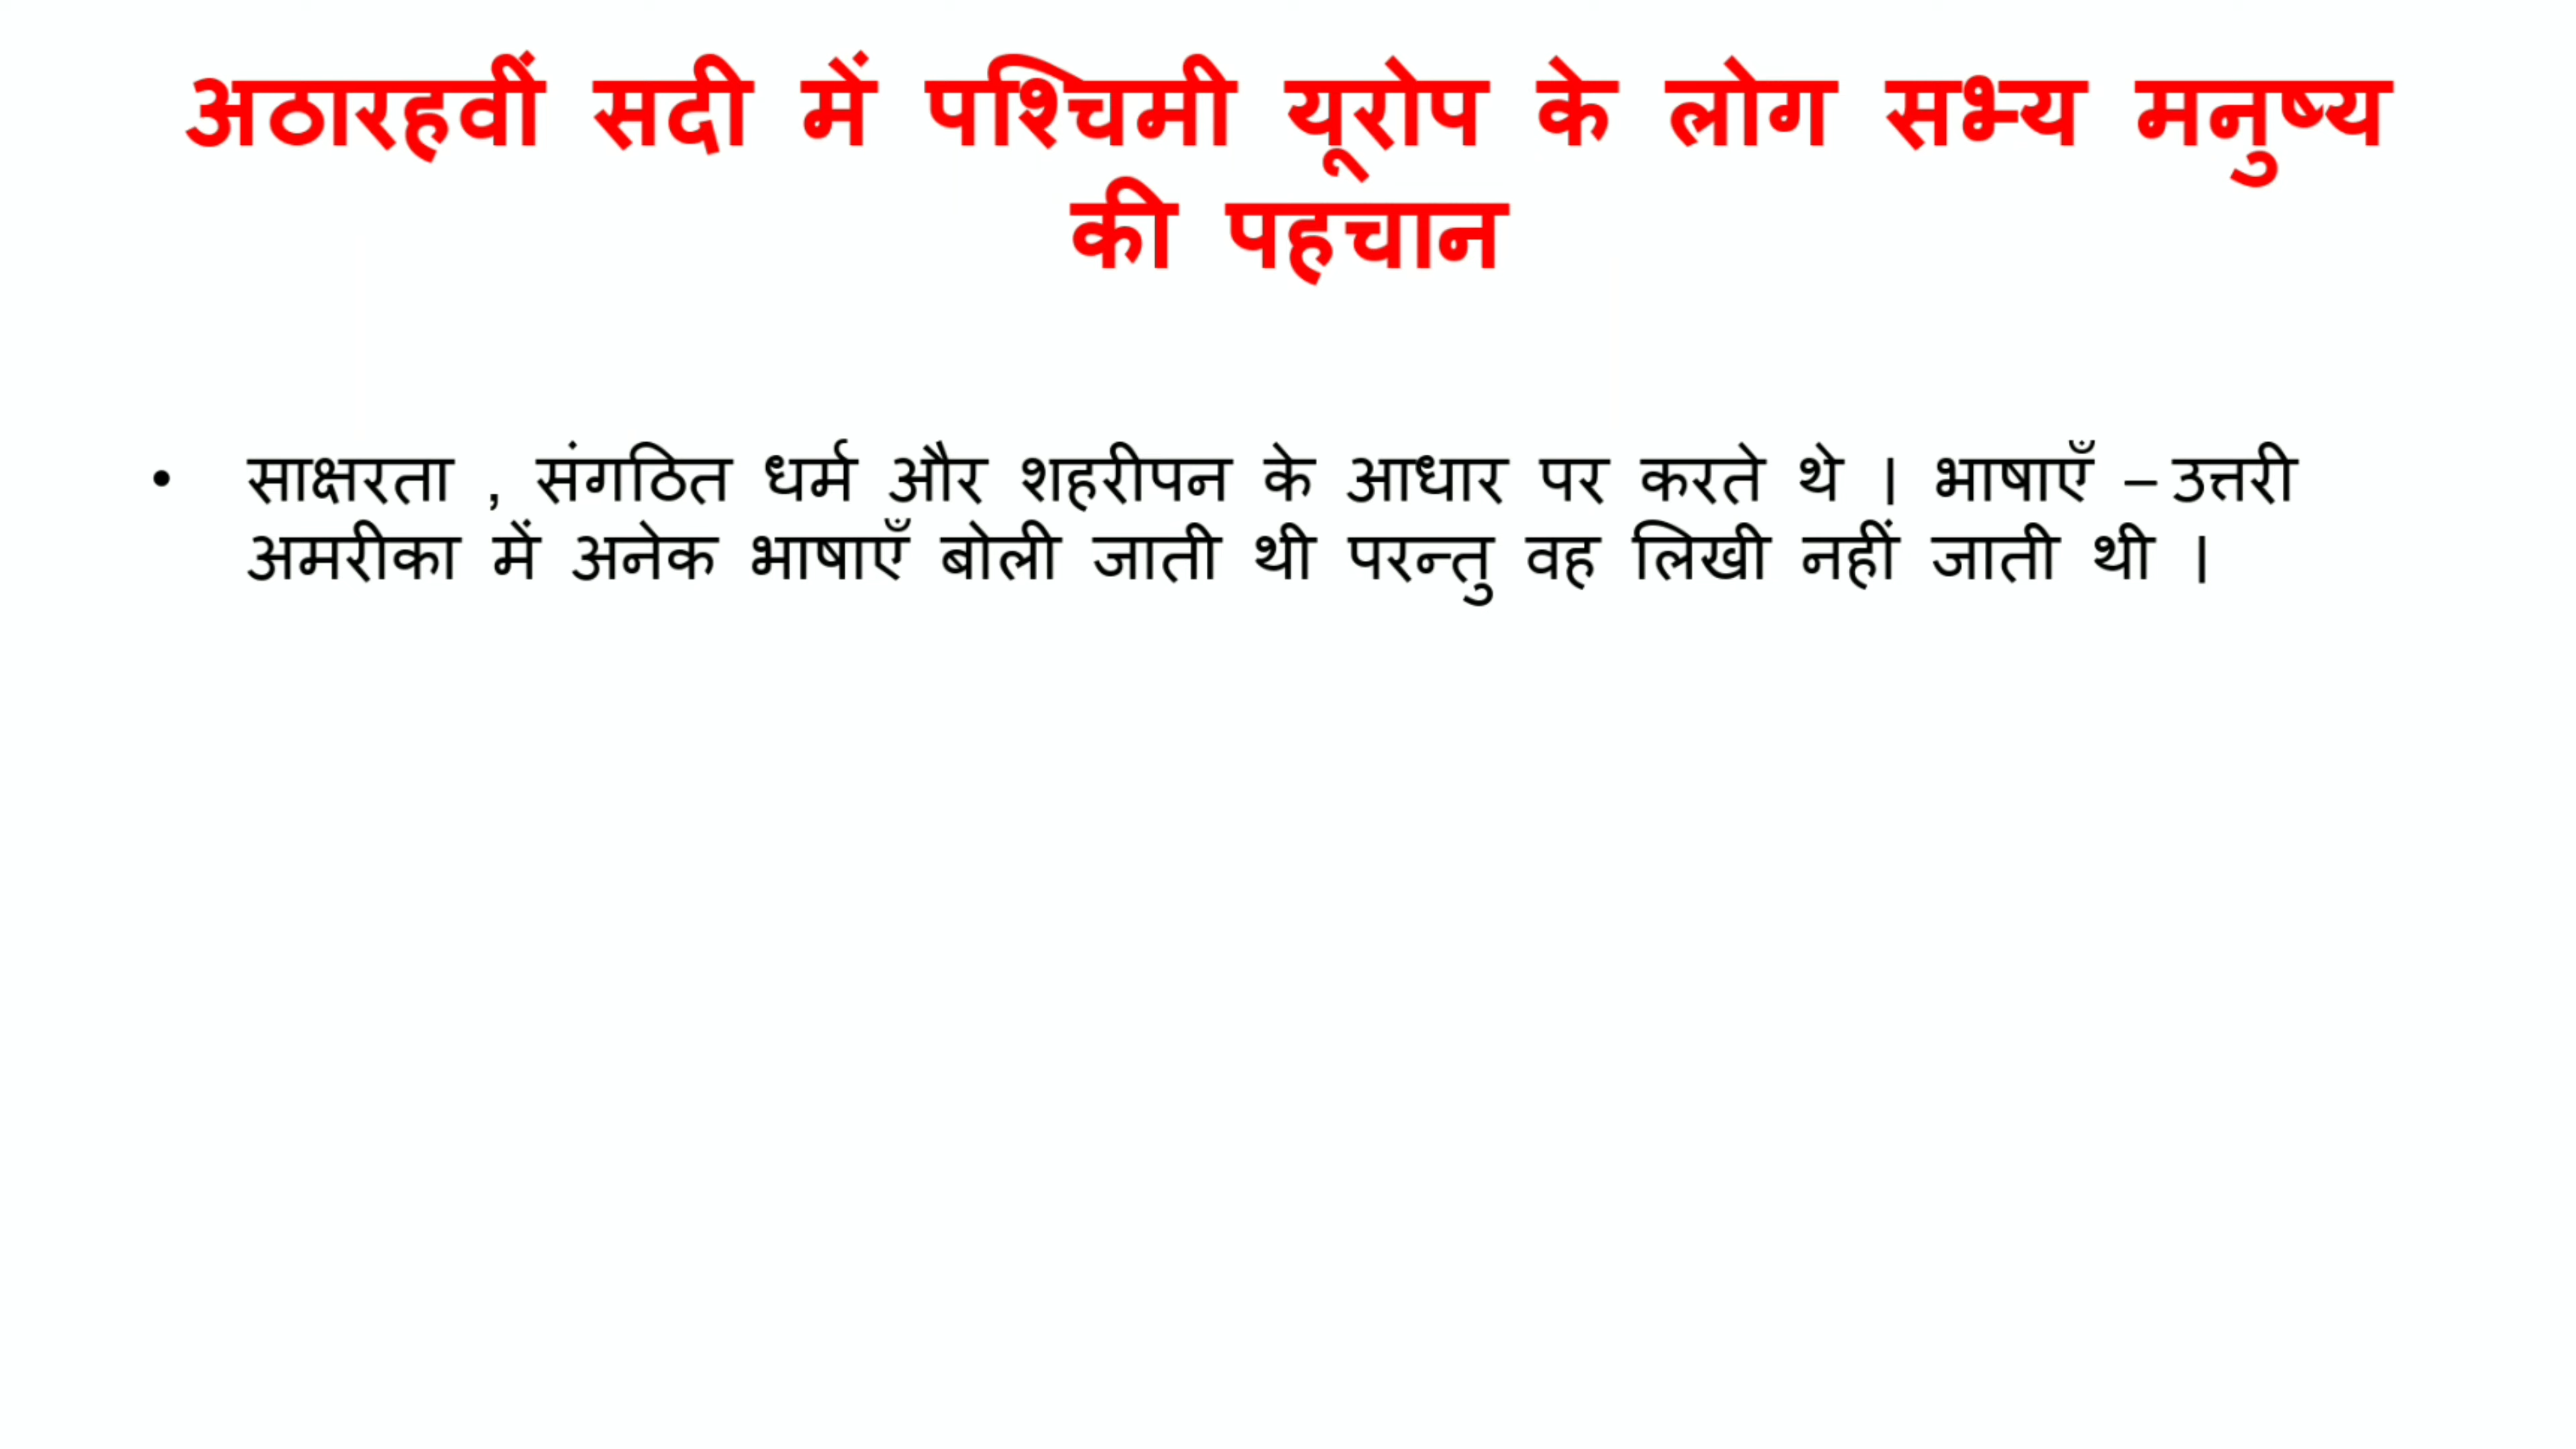 अठारहवीं सदी में पश्चिमी यूरोप के लोग सभ्य मनुष्य
की पहचान
• साक्षरता , संगठित धर्म और शहरीपन के आधार पर करते थे । भाषाएँ – उत्तरी
अमरीका में अनेक भाषाएँ बोली जाती थी परन्तु वह लिखी नहीं जाती थी ।